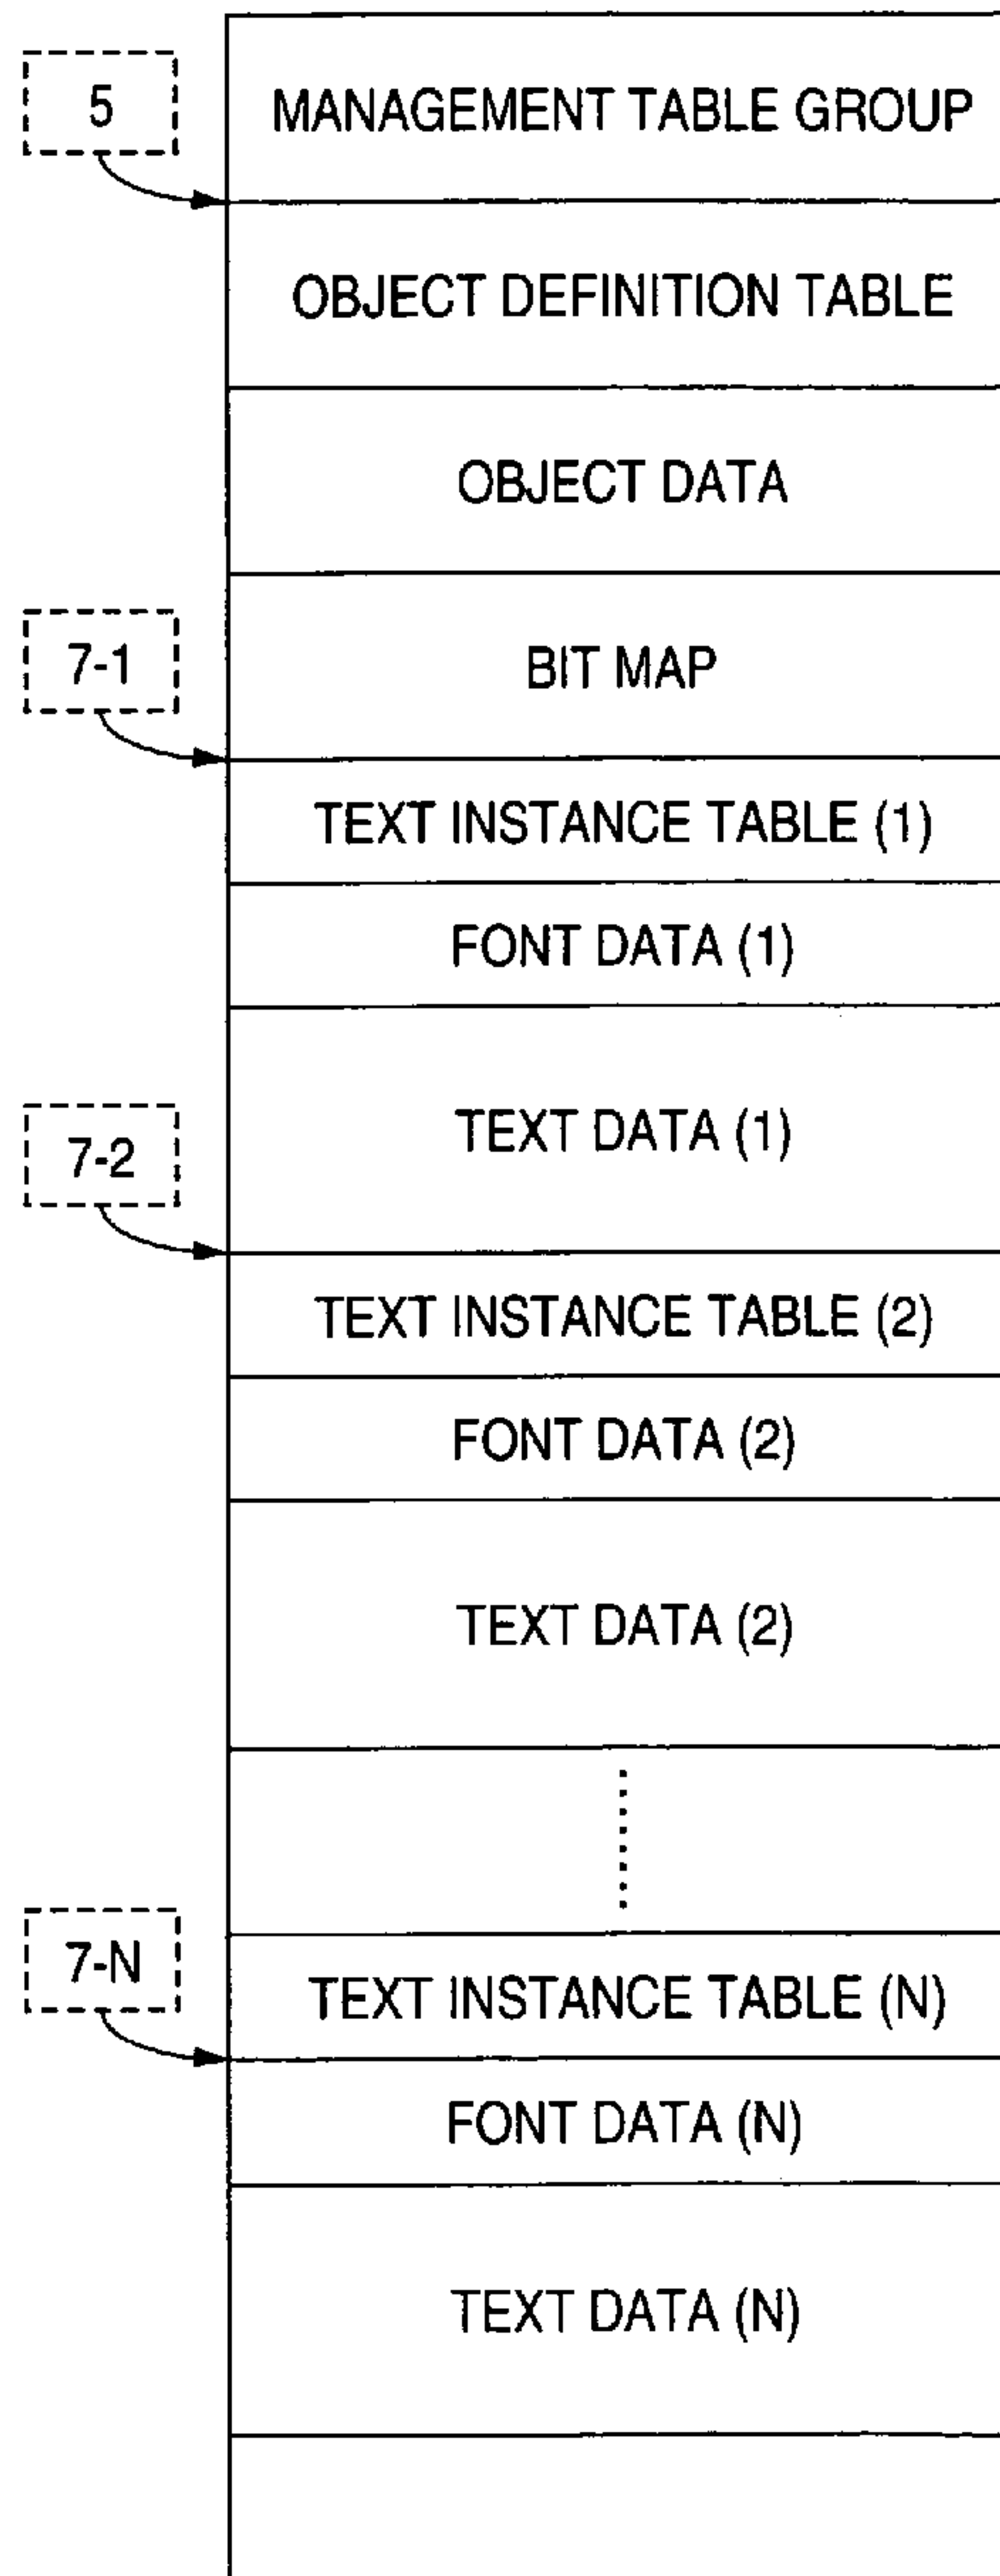 5
MANAGEMENT TABLE GROUP
OBJECT DEFINITION TABLE
OBJECT DATA
7-1
BIT MAP
TEXT INSTANCE TABLE (1)
FONT DATA (1)
TEXT DATA (1)
7-2
TEXT INSTANCE TABLE (2)
FONT DATA (2)
TEXT DATA (2)
7-N
TEXT INSTANCE TABLE (N)
FONT DATA (N)
TEXT DATA (N)